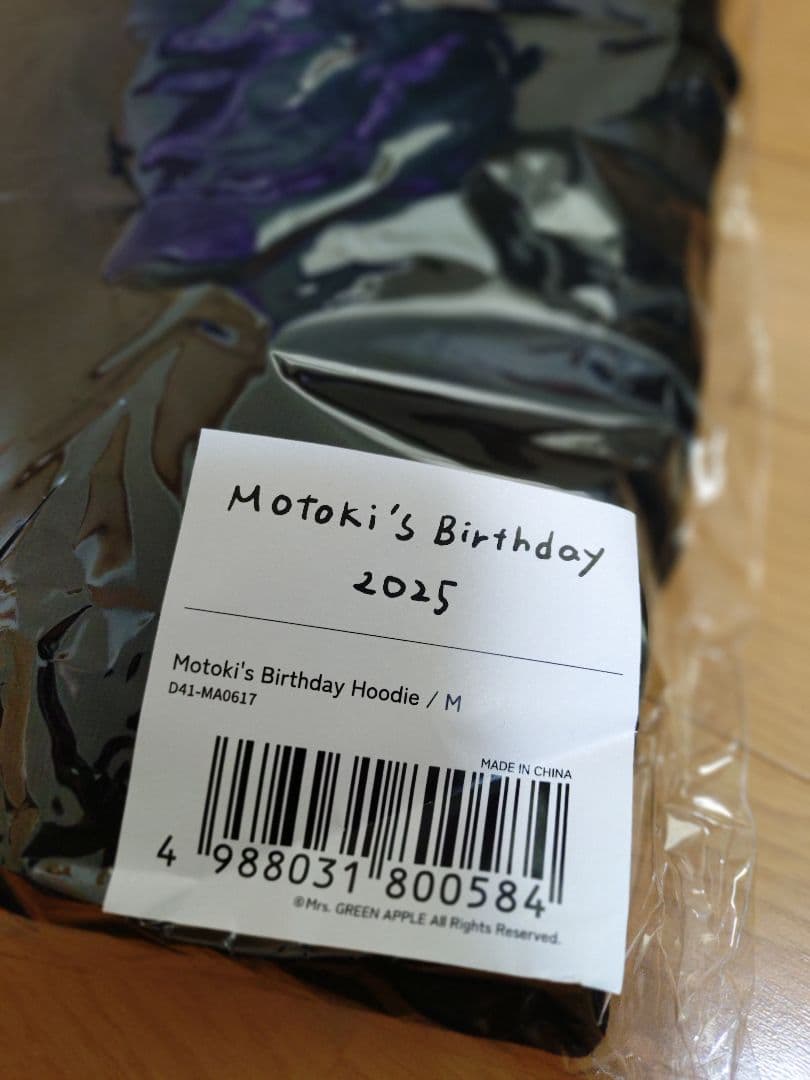 Motoki's Birthday
2025
Motoki's Birthday Hoodie / M
D41-MA0617
MADE IN CHINA
4 988031 800584
©Mrs. GREEN APPLE All Rights Reserved.